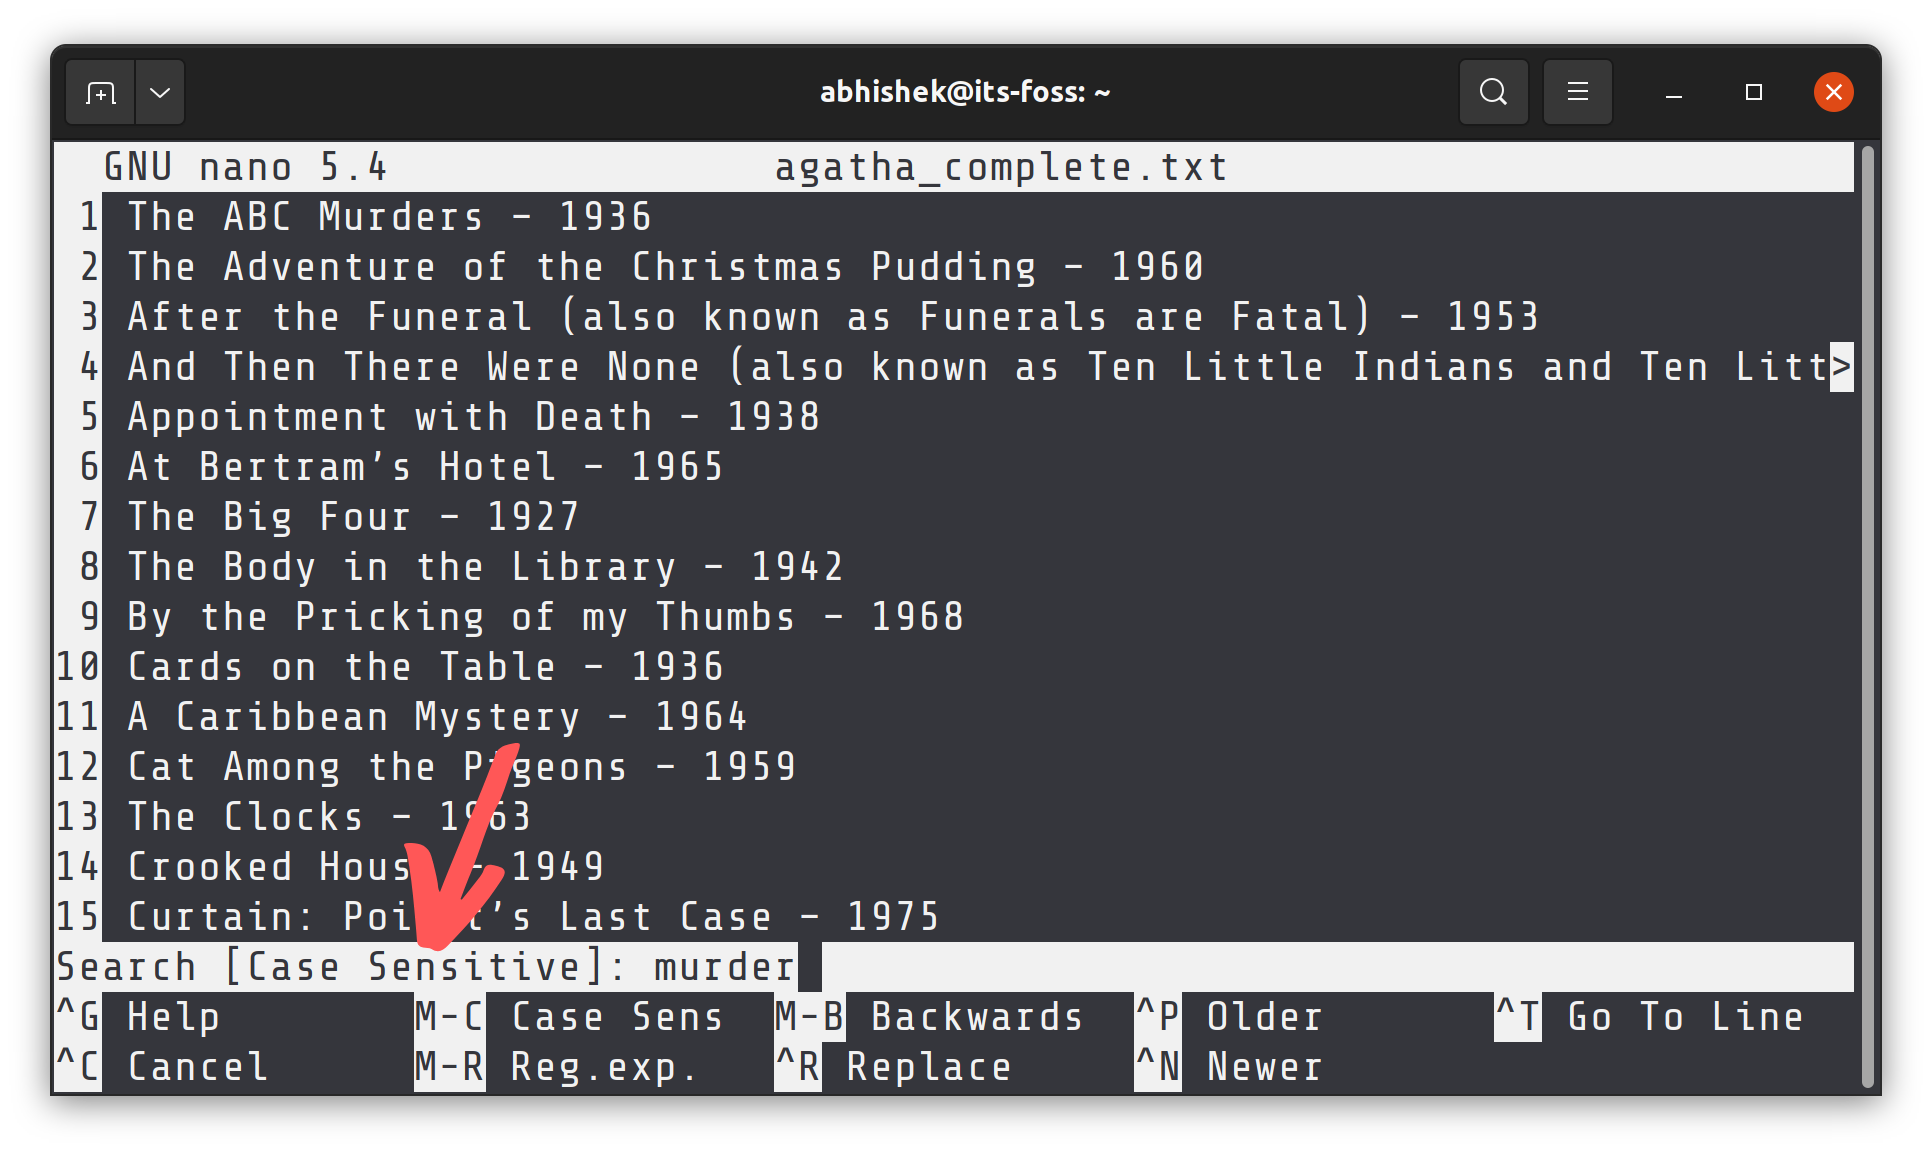 abhishek@its-foss: ~
GNU nano 5.4 agatha_complete.txt
1 The ABC Murders - 1936
2 The Adventure of the Christmas Pudding - 1960
3 After the Funeral (also known as Funerals are Fatal) - 1953
4 And Then There Were None (also known as Ten Little Indians and Ten Litt>
5 Appointment with Death - 1938
6 At Bertram's Hotel - 1965
7 The Big Four - 1927
8 The Body in the Library - 1942
9 By the Pricking of my Thumbs - 1968
10 Cards on the Table - 1936
11 A Caribbean Mystery - 1964
12 Cat Among the Pigeons - 1959
13 The Clocks - 1963
14 Crooked House - 1949
15 Curtain: Poirot's Last Case - 1975
Search [Case Sensitive]: murder
^G Help M-C Case Sens M-B Backwards ^P Older ^T Go To Line
^C Cancel M-R Reg.exp. ^R Replace ^N Newer